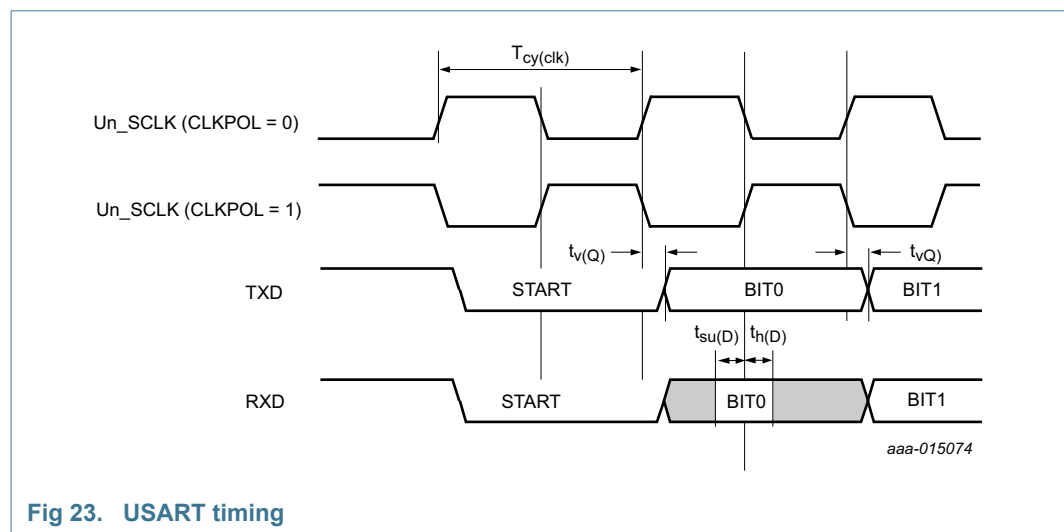 Tcy(clk)
Un_SCLK (CLKPOL = 0)
Un_SCLK (CLKPOL = 1)
tv(Q)
tvQ)
TXD
START
BIT0
BIT1
tsu(D)
th(D)
RXD
START
BIT0
BIT1
aaa-015074
Fig 23. USART timing